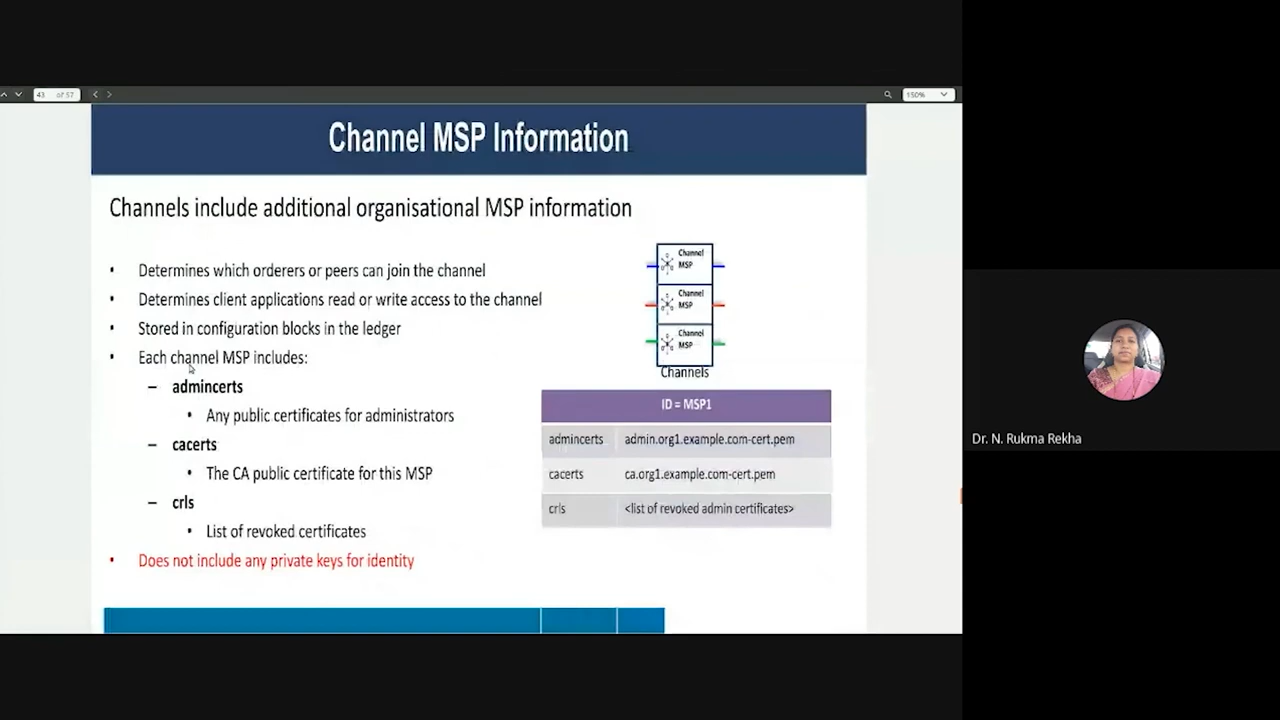 43 of 57
150%
Channel MSP Information
Channels include additional organisational MSP information
• Determines which orderers or peers can join the channel
• Determines client applications read or write access to the channel
• Stored in configuration blocks in the ledger
• Each channel MSP includes:
– admincerts
• Any public certificates for administrators
– cacerts
• The CA public certificate for this MSP
– crls
• List of revoked certificates
• Does not include any private keys for identity
Channel
MSP
Channel
MSP
Channel
MSP
Channels
ID = MSP1
admincerts admin.org1.example.com-cert.pem
cacerts ca.org1.example.com-cert.pem
crls <list of revoked admin certificates>
Dr. N. Rukma Rekha